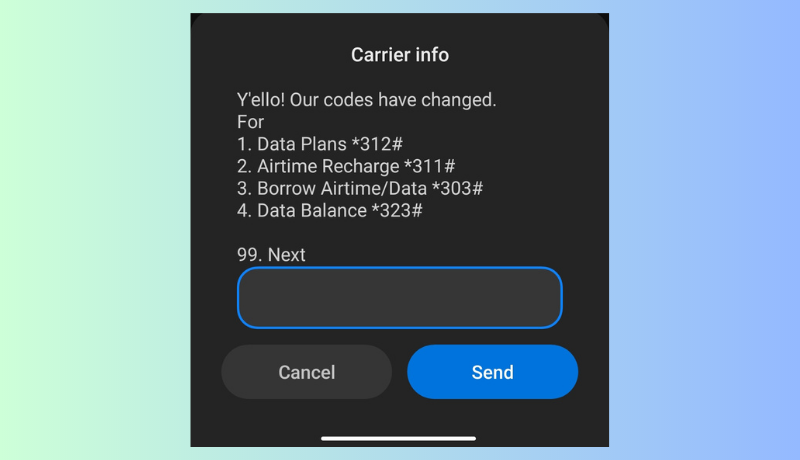 Carrier info
Y'ello! Our codes have changed.
For
1. Data Plans *312#
2. Airtime Recharge *311#
3. Borrow Airtime/Data *303#
4. Data Balance *323#
99. Next
Cancel
Send